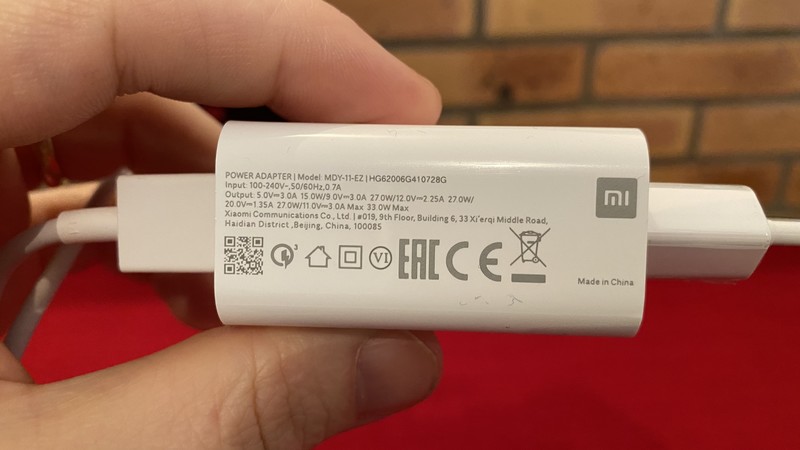 POWER ADAPTER | Model: MDY-11-EZ | HG62006G410728G
Input: 100-240V~,50/60Hz,0.7A
Output: 5.0V⎓3.0A 15.0W/9.0V⎓3.0A 27.0W/12.0V⎓2.25A 27.0W/
20.0V⎓1.35A 27.0W/11.0V⎓3.0A Max 33.0W Max
Xiaomi Communications Co., Ltd. | #019, 9th Floor, Building 6, 33 Xi'erqi Middle Road,
Haidian District ,Beijing, China, 100085
mi
3
VI
EAC CE
Made in China